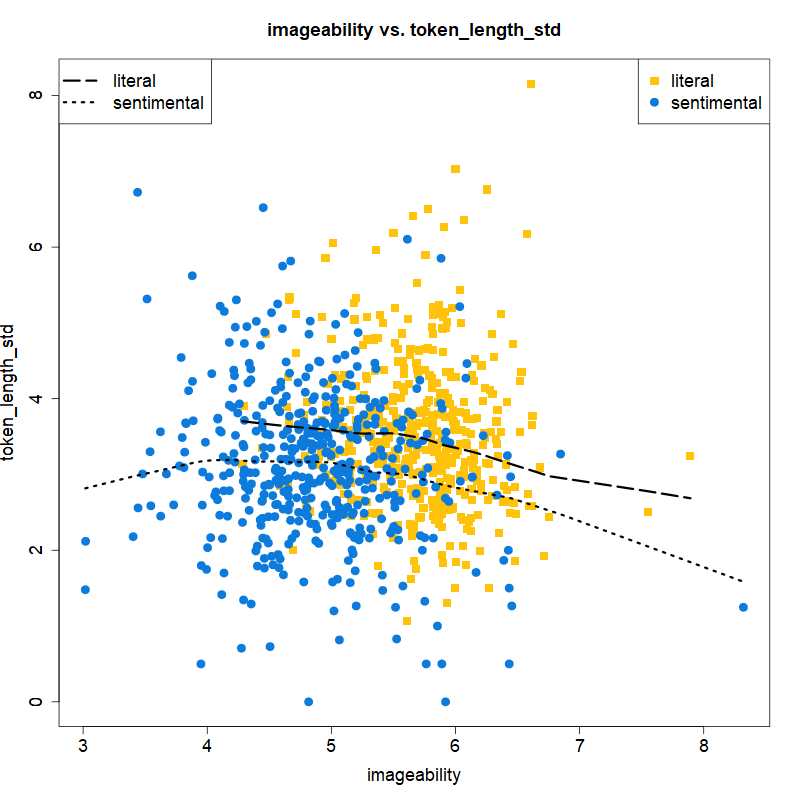 imageability vs. token_length_std
literal
sentimental
literal
sentimental
token_length_std
8
6
4
2
0
3 4 5 6 7 8
imageability